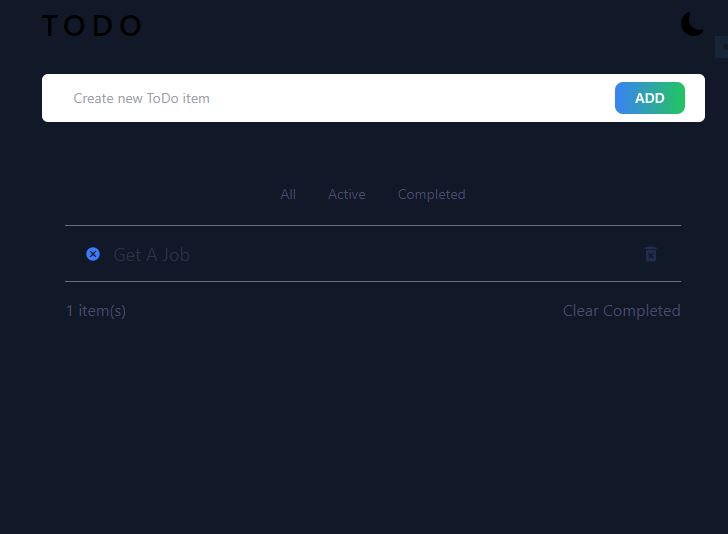 TODO
Create new ToDo item
ADD
All Active Completed
Get A Job
1 item(s) Clear Completed